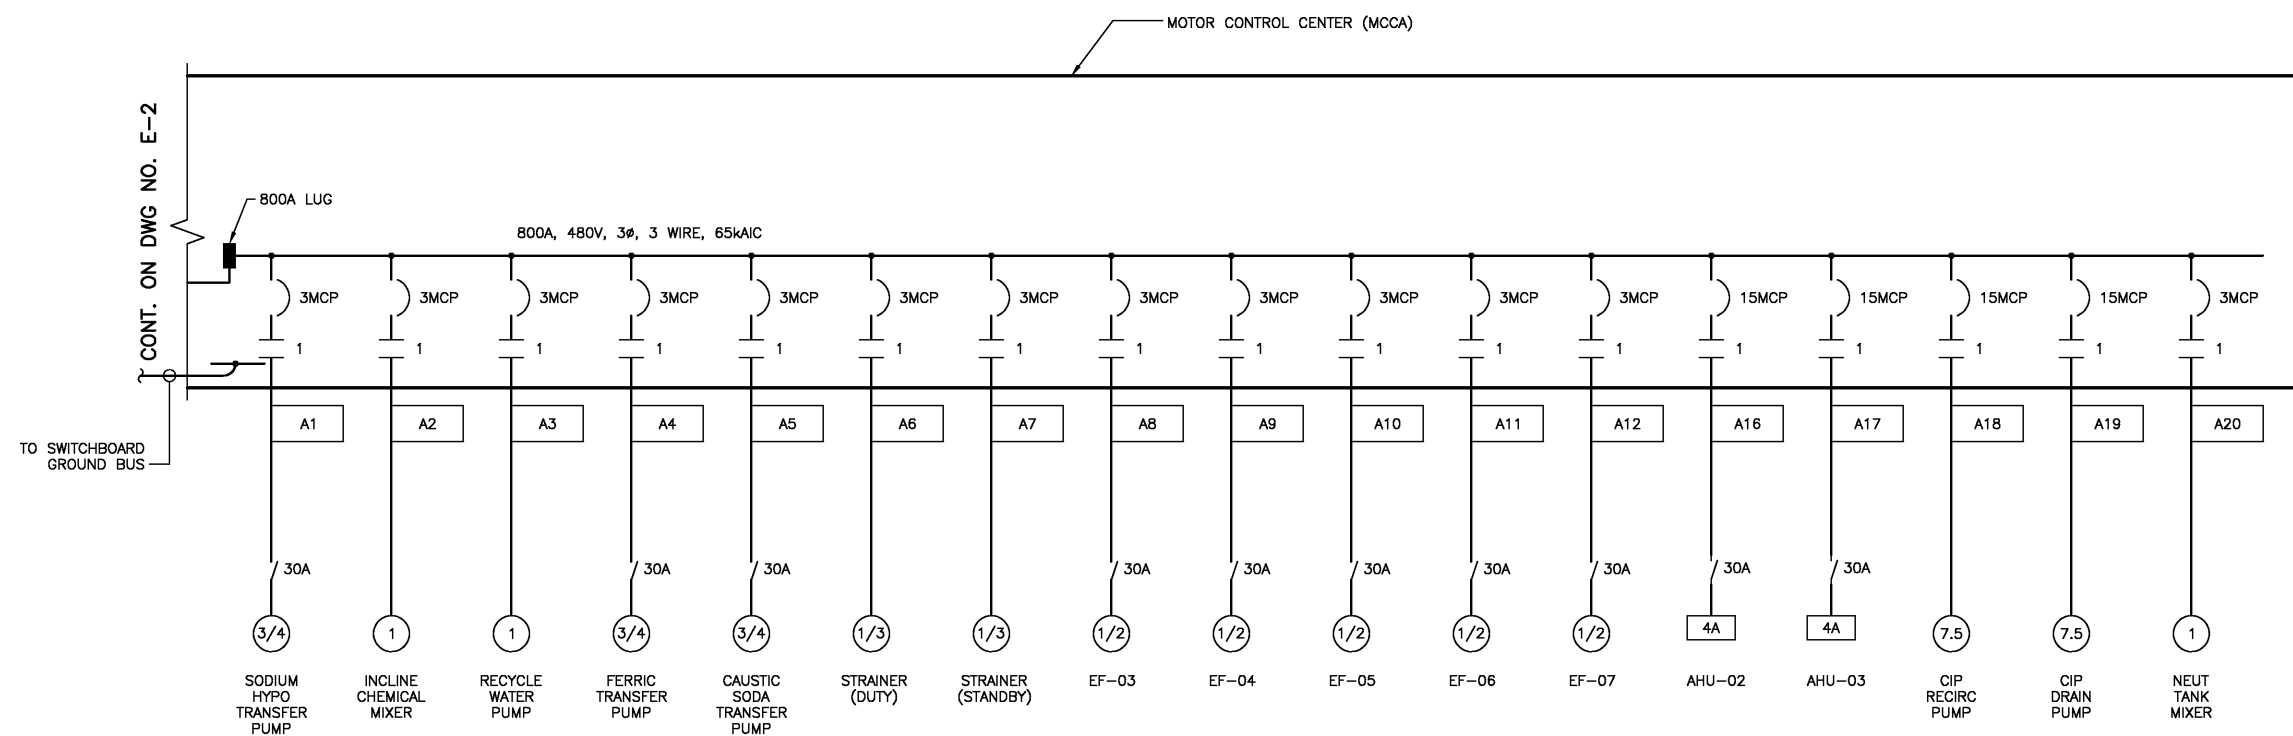 MOTOR CONTROL CENTER (MCCA)
CONT. ON DWG NO. E-2
800A LUG
800A, 480V, 3ø, 3 WIRE, 65kAIC
3MCP 3MCP 3MCP 3MCP 3MCP 3MCP 3MCP 3MCP 3MCP 3MCP 3MCP 3MCP 15MCP 15MCP 15MCP 15MCP 3MCP
1 1 1 1 1 1 1 1 1 1 1 1 1 1 1 1 1
A1 A2 A3 A4 A5 A6 A7 A8 A9 A10 A11 A12 A16 A17 A18 A19 A20
TO SWITCHBOARD
GROUND BUS
30A 30A 30A 30A 30A 30A 30A 30A 30A 30A
3/4 1 1 3/4 3/4 1/3 1/3 1/2 1/2 1/2 1/2 1/2 4A 4A 7.5 7.5 1
SODIUM
HYPO
TRANSFER
PUMP
INCLINE
CHEMICAL
MIXER
RECYCLE
WATER
PUMP
FERRIC
TRANSFER
PUMP
CAUSTIC
SODA
TRANSFER
PUMP
STRAINER
(DUTY)
STRAINER
(STANDBY)
EF-03
EF-04
EF-05
EF-06
EF-07
AHU-02
AHU-03
CIP
RECIRC
PUMP
CIP
DRAIN
PUMP
NEUT
TANK
MIXER